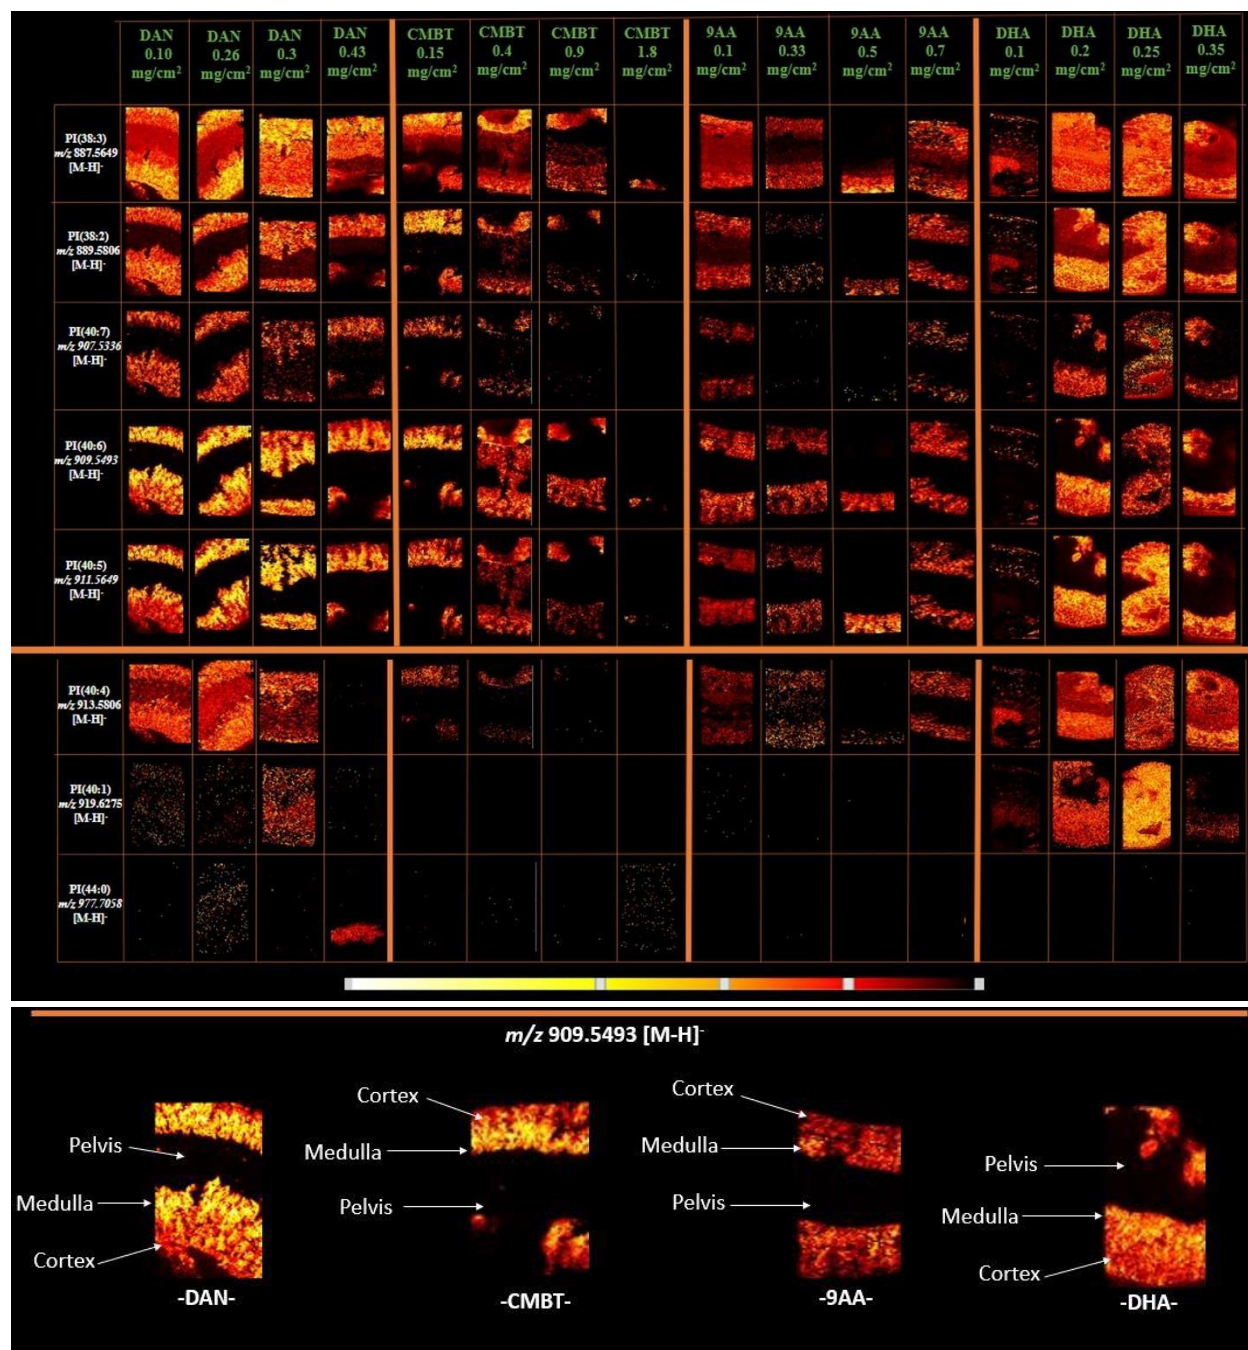 DAN 0.10 mg/cm²
DAN 0.26 mg/cm²
DAN 0.3 mg/cm²
DAN 0.43 mg/cm²
CMBT 0.15 mg/cm²
CMBT 0.4 mg/cm²
CMBT 0.9 mg/cm²
CMBT 1.8 mg/cm²
9AA 0.1 mg/cm²
9AA 0.33 mg/cm²
9AA 0.5 mg/cm²
9AA 0.7 mg/cm²
DHA 0.1 mg/cm²
DHA 0.2 mg/cm²
DHA 0.25 mg/cm²
DHA 0.35 mg/cm²
PI(38:3)
m/z 887.5649
[M-H]⁻
PI(38:2)
m/z 889.5806
[M-H]⁻
PI(40:7)
m/z 907.5336
[M-H]⁻
PI(40:6)
m/z 909.5493
[M-H]⁻
PI(40:5)
m/z 911.5649
[M-H]⁻
PI(40:4)
m/z 913.5806
[M-H]⁻
PI(40:1)
m/z 919.6275
[M-H]⁻
PI(44:0)
m/z 977.7058
[M-H]⁻
m/z 909.5493 [M-H]⁻
Pelvis
Medulla
Cortex
-DAN-
Cortex
Medulla
Pelvis
-CMBT-
Cortex
Medulla
Pelvis
-9AA-
Pelvis
Medulla
Cortex
-DHA-